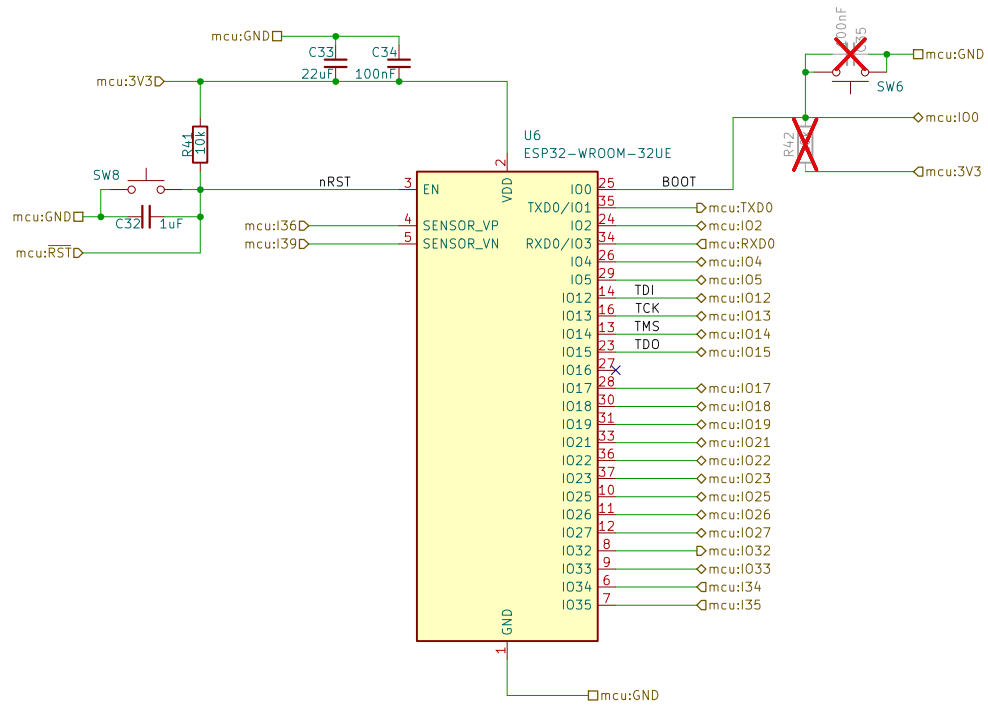 mcu:GND
C33
22uF
C34
100nF
mcu:3V3
R41
10k
SW8
mcu:GND
C32
1uF
mcu:RST
nRST
mcu:I36
mcu:I39
U6
ESP32-WROOM-32UE
2
VDD
3 EN
4 SENSOR_VP
5 SENSOR_VN
IO0 25 BOOT
TXD0/IO1 35 mcu:TXD0
IO2 24 mcu:IO2
RXD0/IO3 34 mcu:RXD0
IO4 26 mcu:IO4
IO5 29 mcu:IO5
IO12 14 TDI mcu:IO12
IO13 16 TCK mcu:IO13
IO14 13 TMS mcu:IO14
IO15 23 TDO mcu:IO15
IO16 27
IO17 28 mcu:IO17
IO18 30 mcu:IO18
IO19 31 mcu:IO19
IO21 33 mcu:IO21
IO22 36 mcu:IO22
IO23 37 mcu:IO23
IO25 10 mcu:IO25
IO26 11 mcu:IO26
IO27 12 mcu:IO27
IO32 8 mcu:IO32
IO33 9 mcu:IO33
IO34 6 mcu:I34
IO35 7 mcu:I35
GND
1
mcu:GND
mcu:GND
SW6
mcu:IO0
R42
mcu:3V3